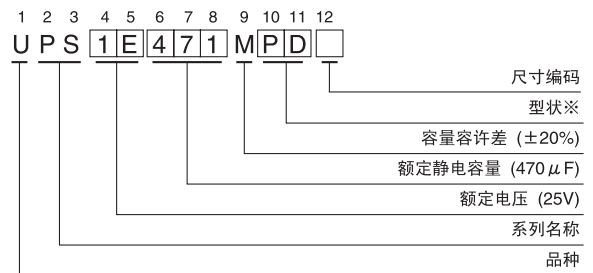 1 2 3 4 5 6 7 8 9 10 11 12
U P S 1 E 4 7 1 M P D
尺寸编码
型状※
容量容许差 (±20%)
额定静电容量 (470μF)
额定电压 (25V)
系列名称
品种